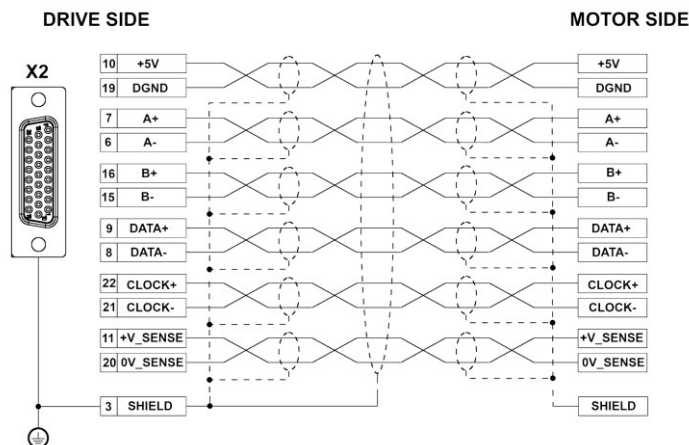 DRIVE SIDE MOTOR SIDE
X2
10 +5V +5V
19 DGND DGND
7 A+ A+
6 A- A-
16 B+ B+
15 B- B-
9 DATA+ DATA+
8 DATA- DATA-
22 CLOCK+ CLOCK+
21 CLOCK- CLOCK-
11 +V_SENSE +V_SENSE
20 0V_SENSE 0V_SENSE
3 SHIELD SHIELD